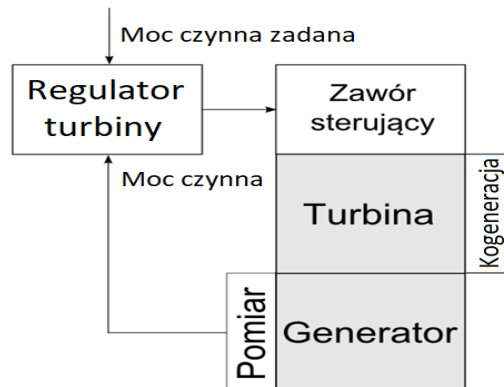 Moc czynna zadana
Regulator
turbiny
Zawór
sterujący
Moc czynna
Turbina
Kogeneracja
Pomiar
Generator